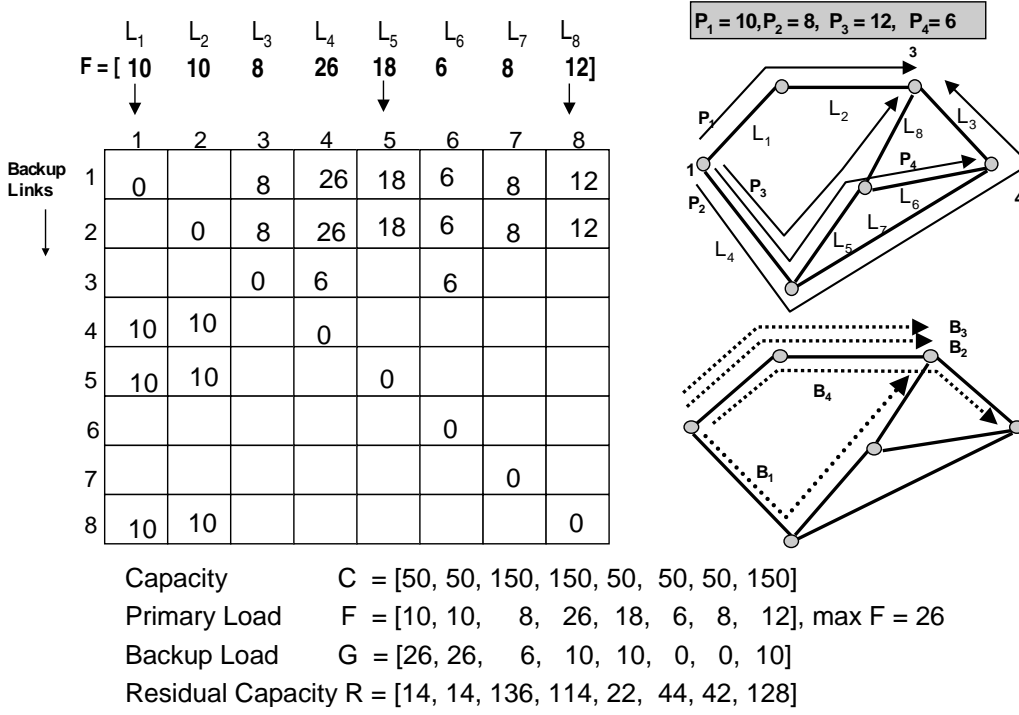 L₁ L₂ L₃ L₄ L₅ L₆ L₇ L₈
F = [ 10 10 8 26 18 6 8 12]
1 2 3 4 5 6 7 8
Backup
Links
1 0 8 26 18 6 8 12
2 0 8 26 18 6 8 12
3 0 6 6
4 10 10 0
5 10 10 0
6 0
7 0
8 10 10 0
P₁ = 10, P₂ = 8, P₃ = 12, P₄= 6
3
P₁
L₁
L₂
L₈
L₃
1
P₃
P₄
P₂
L₆
4
L₄
L₅
L₇
B₃
B₂
B₄
B₁
Capacity C = [50, 50, 150, 150, 50, 50, 50, 150]
Primary Load F = [10, 10, 8, 26, 18, 6, 8, 12], max F = 26
Backup Load G = [26, 26, 6, 10, 10, 0, 0, 10]
Residual Capacity R = [14, 14, 136, 114, 22, 44, 42, 128]